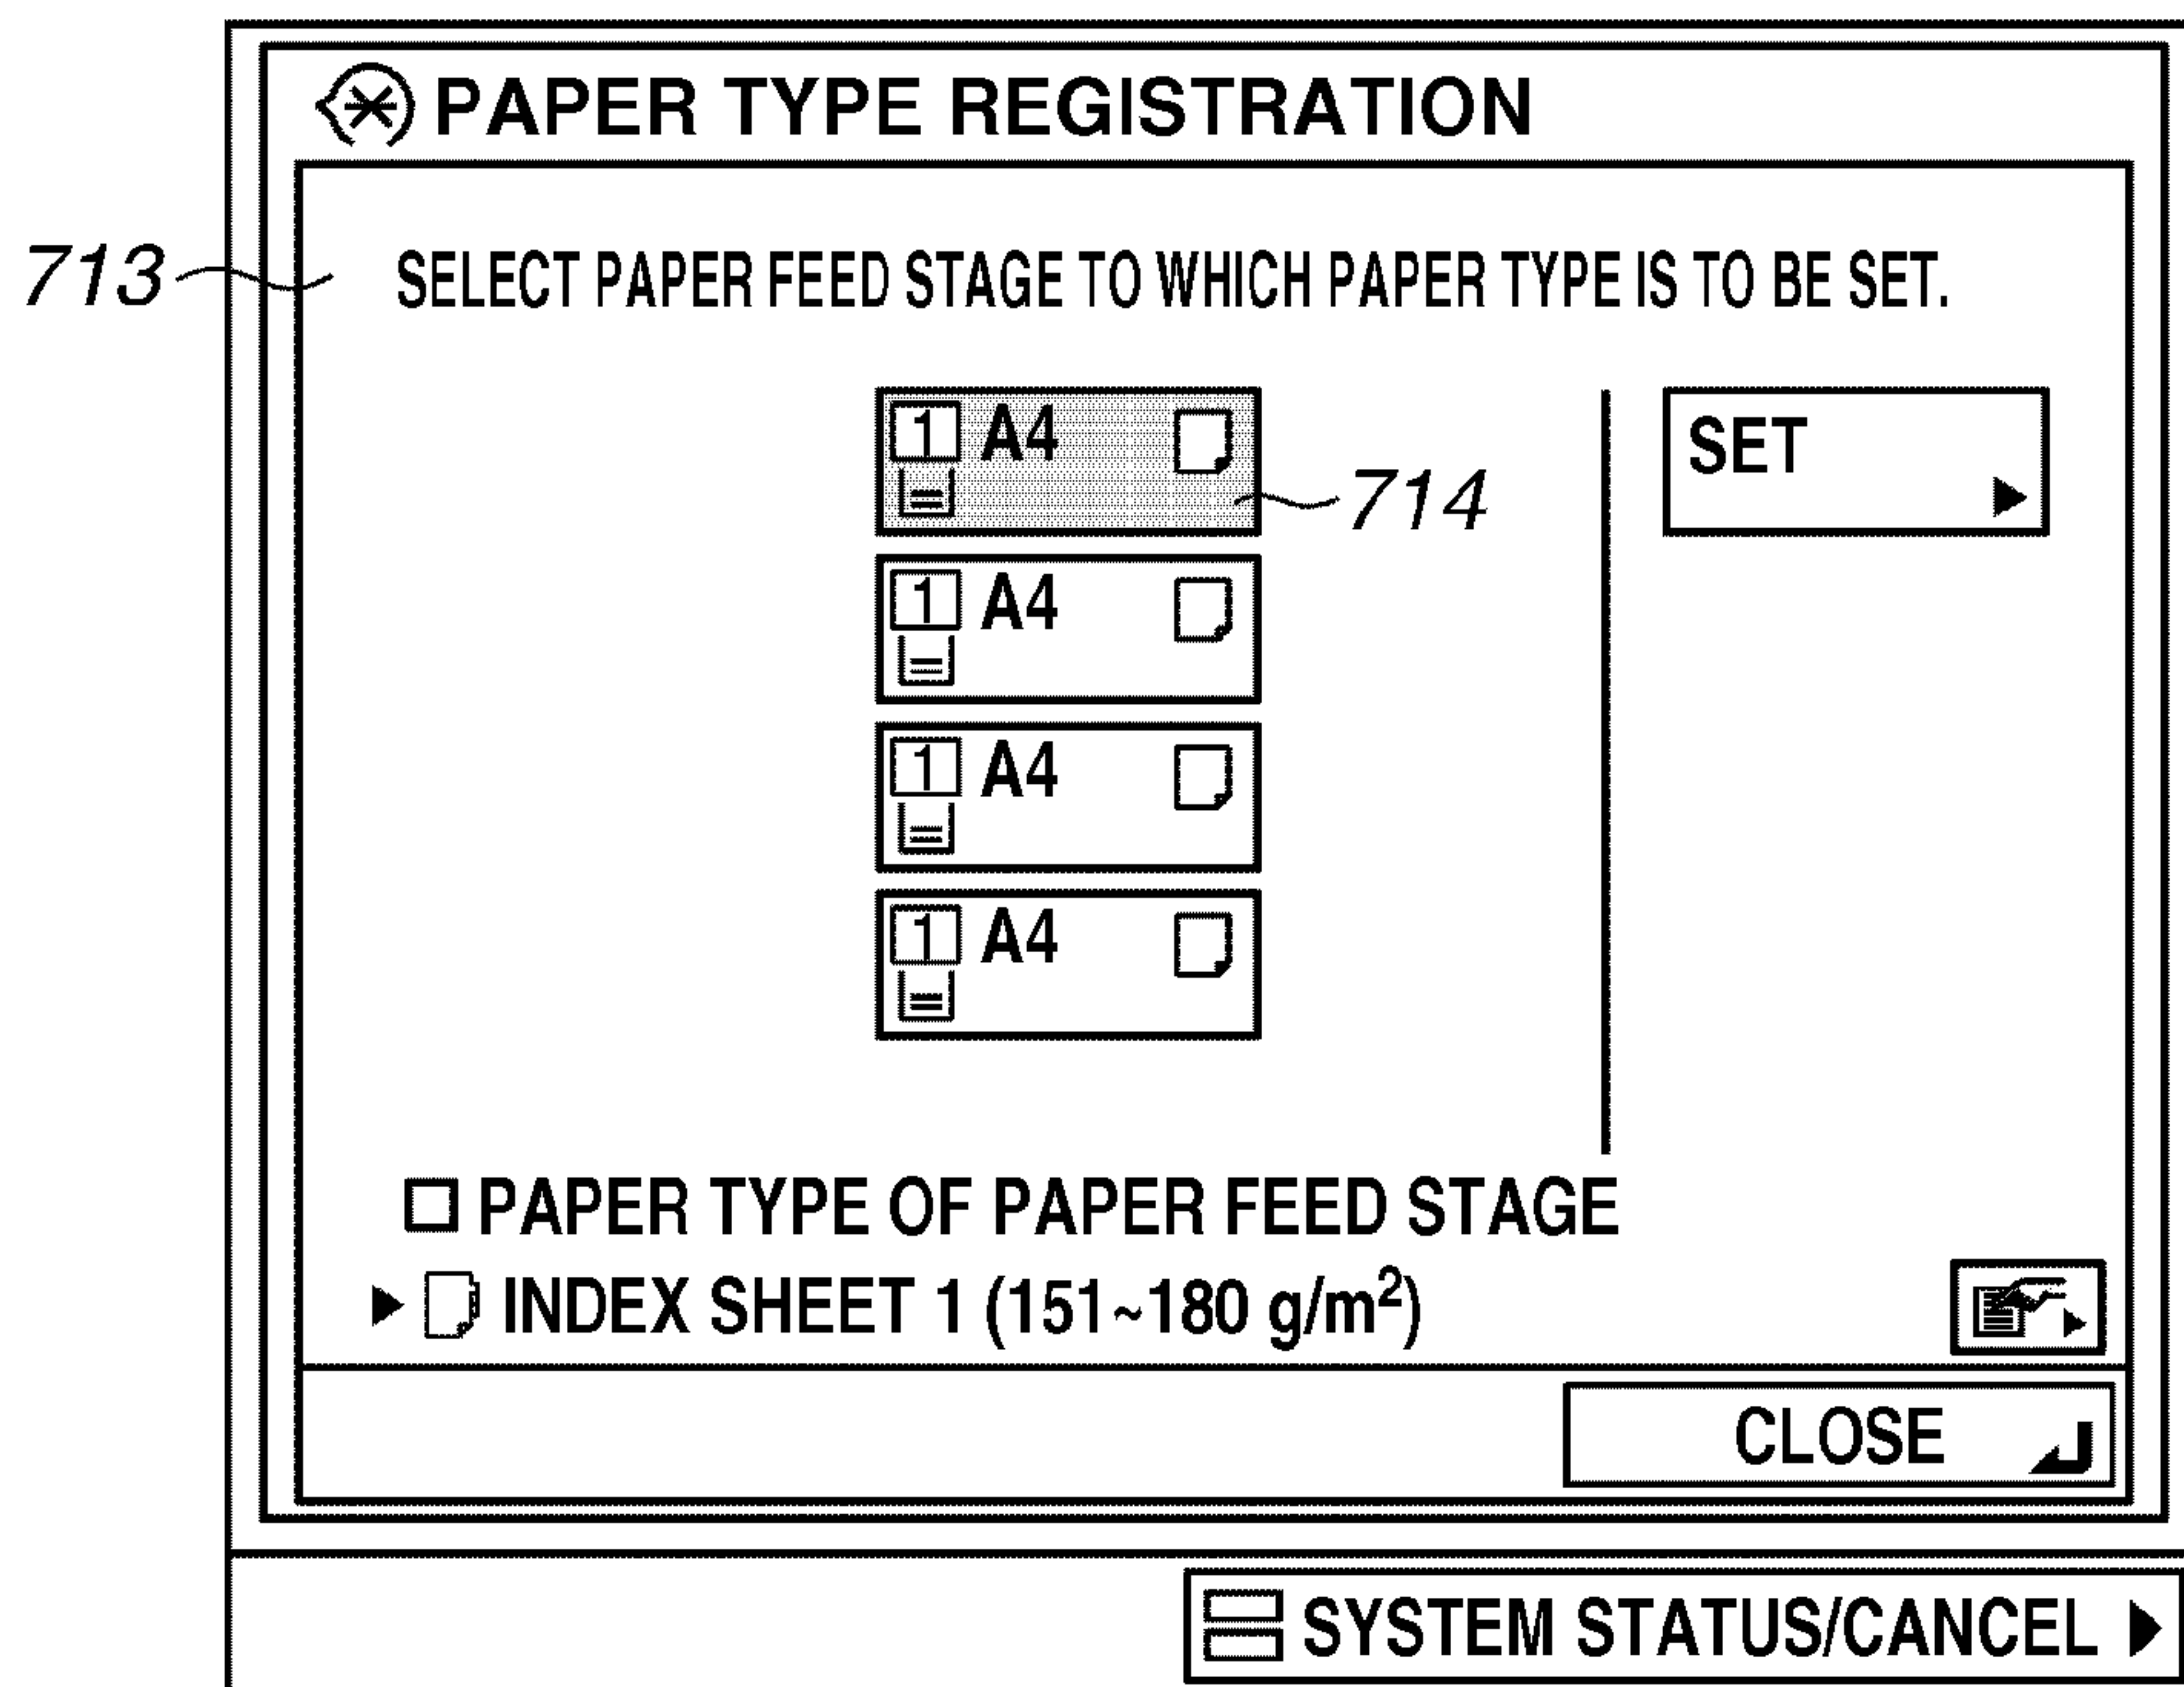 PAPER TYPE REGISTRATION
713
SELECT PAPER FEED STAGE TO WHICH PAPER TYPE IS TO BE SET.
1 A4
SET
714
1 A4
1 A4
1 A4
PAPER TYPE OF PAPER FEED STAGE
INDEX SHEET 1 (151~180 g/m²)
CLOSE
SYSTEM STATUS/CANCEL